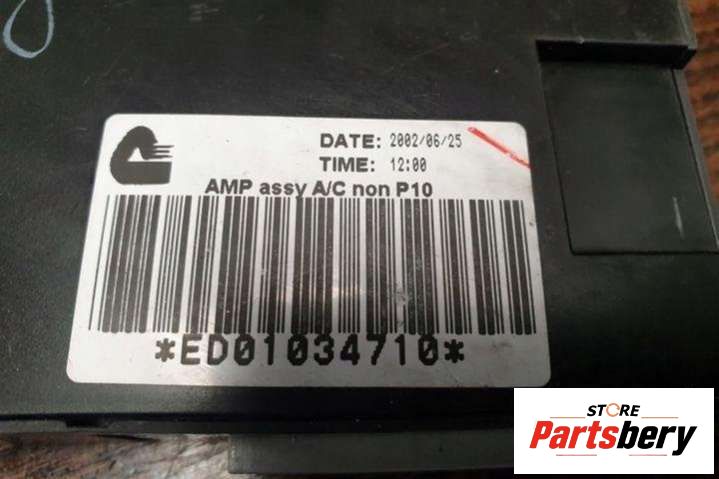 DATE: 2002/06/25
TIME: 12:00
AMP assy A/C non P10
*ED01034710*
STORE
Partsbery